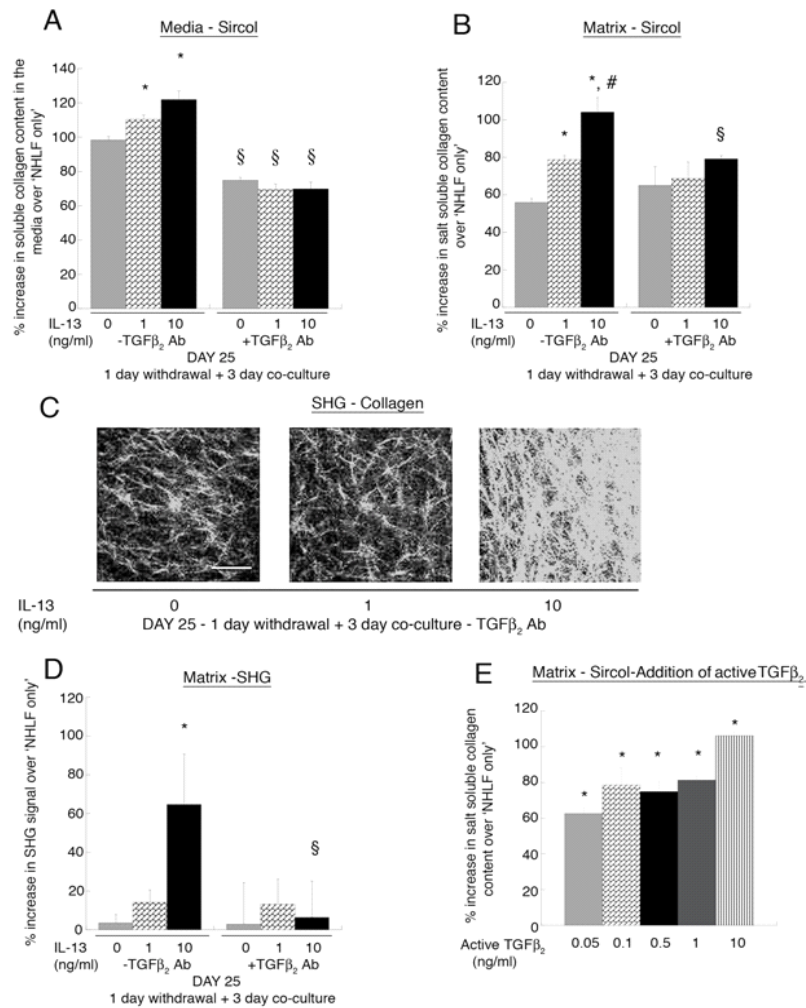 A
Media - Sircol
% increase in soluble collagen content in the
media over 'NHLF only'
140
120
100
80
60
40
20
0
*
*
§ § §
IL-13
(ng/ml)
0 1 10 0 1 10
-TGFβ2 Ab +TGFβ2 Ab
DAY 25
1 day withdrawal + 3 day co-culture
B
Matrix - Sircol
% increase in salt soluble collagen content
over 'NHLF only'
120
100
80
60
40
20
0
*
*, #
§
IL-13
(ng/ml)
0 1 10 0 1 10
-TGFβ2 Ab +TGFβ2 Ab
DAY 25
1 day withdrawal + 3 day co-culture
C
SHG - Collagen
IL-13
(ng/ml)
0 1 10
DAY 25 - 1 day withdrawal + 3 day co-culture - TGFβ2 Ab
D
Matrix -SHG
% increase in SHG signal over 'NHLF only'
120
100
80
60
40
20
0
*
§
IL-13
(ng/ml)
0 1 10 0 1 10
-TGFβ2 Ab +TGFβ2 Ab
DAY 25
1 day withdrawal + 3 day co-culture
E
Matrix - Sircol-Addition of active TGFβ2
% increase in salt soluble collagen
content over 'NHLF only'
120
100
80
60
40
20
0
* * * * *
Active TGFβ2
(ng/ml)
0.05 0.1 0.5 1 10